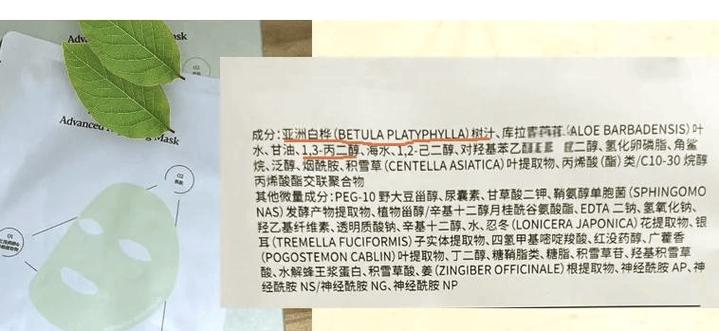 Advanced Mask
02
01
成分:亚洲白桦(BETULA PLATYPHYLLA)树汁、库拉 (ALOE BARBADENSIS)叶
水、甘油、1,3-丙二醇、海水、1,2-己二醇、对羟基苯乙酮、 二醇、氢化卵磷脂、角鲨
烷、泛醇、烟酰胺、积雪草(CENTELLA ASIATICA)叶提取物、丙烯酸(酯)类/C10-30 烷醇
丙烯酸酯交联聚合物
其他微量成分:PEG-10 野大豆甾醇、尿囊素、甘草酸二钾、鞘氨醇单胞菌(SPHINGOMO
NAS)发酵产物提取物、植物甾醇/辛基十二醇月桂酰谷氨酸酯、EDTA 二钠、氢氧化钠、
羟乙基纤维素、透明质酸钠、辛基十二醇、水、忍冬(LONICERA JAPONICA)花提取物、银
耳(TREMELLA FUCIFORMIS)子实体提取物、四氢甲基嘧啶羧酸、红没药醇、广藿香
(POGOSTEMON CABLIN)叶提取物、丁二醇、糖鞘脂类、糖脂、积雪草苷、羟基积雪草
酸、水解蜂王浆蛋白、积雪草酸、姜(ZINGIBER OFFICINALE)根提取物、神经酰胺 AP、神
经酰胺 NS/神经酰胺 NG、神经酰胺 NP